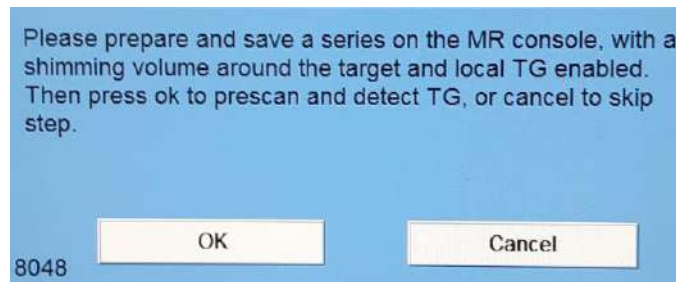 Please prepare and save a series on the MR console, with a
shimming volume around the target and local TG enabled.
Then press ok to prescan and detect TG, or cancel to skip
step.
OK
Cancel
8048